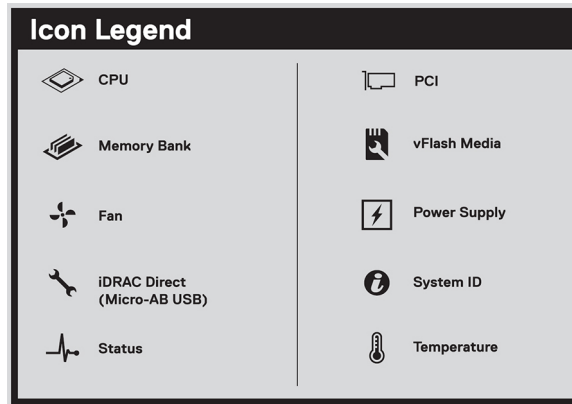 Icon Legend
CPU
Memory Bank
Fan
iDRAC Direct
(Micro-AB USB)
Status
PCI
vFlash Media
Power Supply
System ID
Temperature